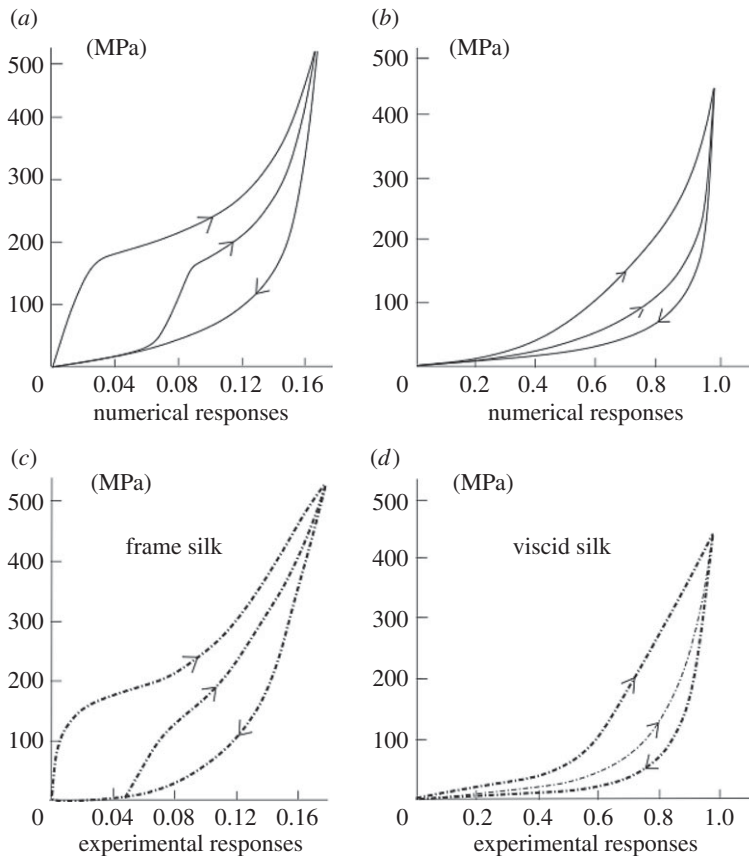 (a)
(MPa)
500
400
300
200
100
0
0.04 0.08 0.12 0.16
numerical responses
(b)
(MPa)
500
400
300
200
100
0
0.2 0.4 0.6 0.8 1.0
numerical responses
(c)
(MPa)
500
400
300
200
100
0
frame silk
0.04 0.08 0.12 0.16
experimental responses
(d)
(MPa)
500
400
300
200
100
0
viscid silk
0.2 0.4 0.6 0.8 1.0
experimental responses